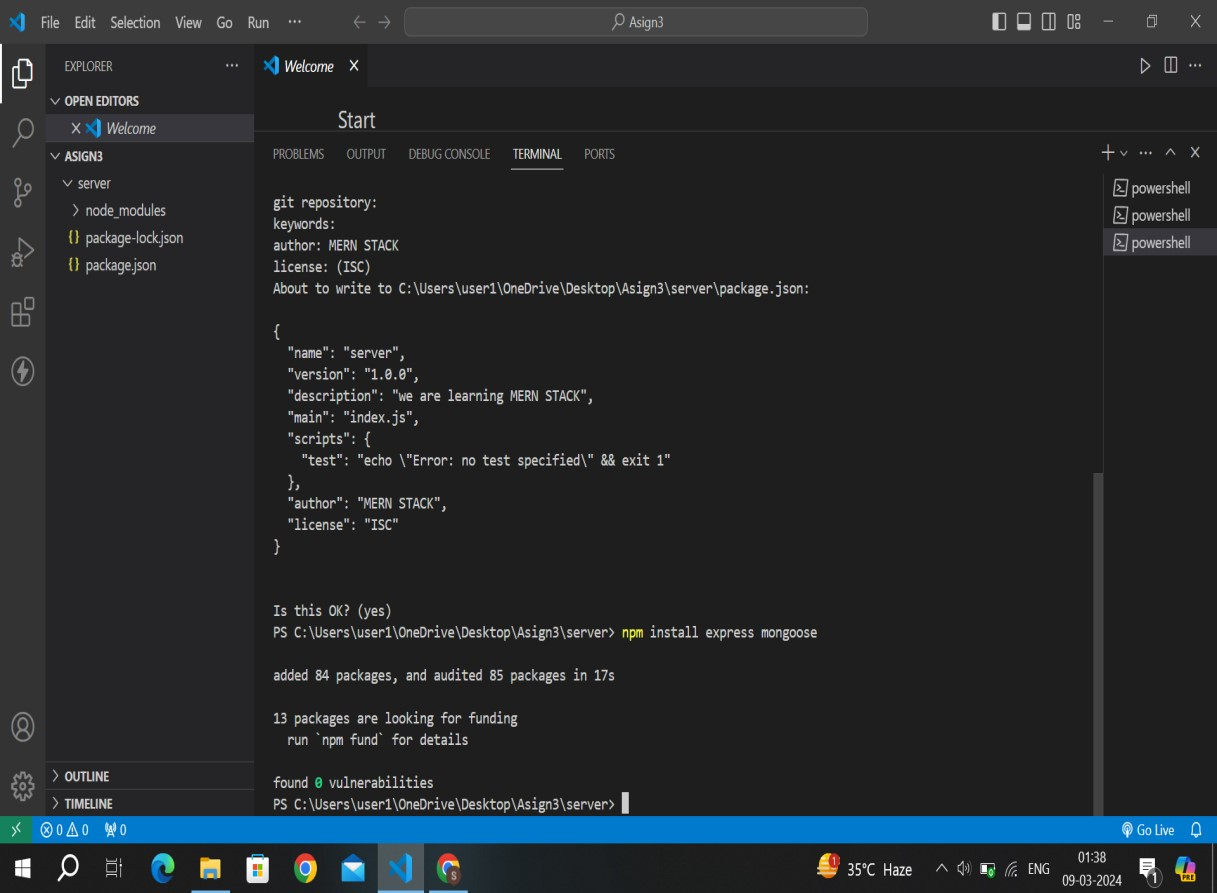 File Edit Selection View Go Run ···
Asign3
EXPLORER ···
OPEN EDITORS
Welcome
ASIGN3
server
node_modules
{} package-lock.json
{} package.json
OUTLINE
TIMELINE
Welcome
Start
PROBLEMS OUTPUT DEBUG CONSOLE TERMINAL PORTS
powershell
powershell
powershell
git repository:
keywords:
author: MERN STACK
license: (ISC)
About to write to C:\Users\user1\OneDrive\Desktop\Asign3\server\package.json:
{
"name": "server",
"version": "1.0.0",
"description": "we are learning MERN STACK",
"main": "index.js",
"scripts": {
"test": "echo \"Error: no test specified\" && exit 1"
},
"author": "MERN STACK",
"license": "ISC"
}
Is this OK? (yes)
PS C:\Users\user1\OneDrive\Desktop\Asign3\server> npm install express mongoose
added 84 packages, and audited 85 packages in 17s
13 packages are looking for funding
run `npm fund` for details
found 0 vulnerabilities
PS C:\Users\user1\OneDrive\Desktop\Asign3\server>
0 0 0 Go Live
1 35°C Haze ENG 01:38
09-03-2024
1
S
PRE